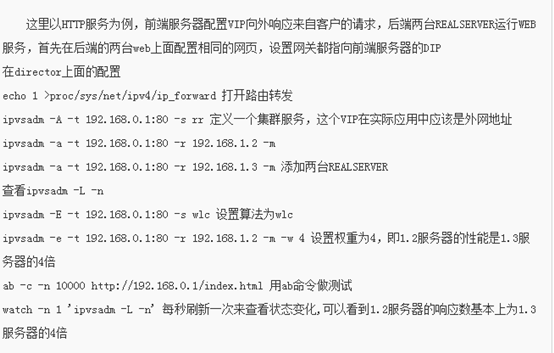 这里以HTTP服务为例，前端服务器配置VIP向外响应来自客户的请求，后端两台REALSERVER运行WEB
服务，首先在后端的两台web上面配置相同的网页，设置网关都指向前端服务器的DIP
在director上面的配置
echo 1 >proc/sys/net/ipv4/ip_forward 打开路由转发
ipvsadm -A -t 192.168.0.1:80 -s rr 定义一个集群服务，这个VIP在实际应用中应该是外网地址
ipvsadm -a -t 192.168.0.1:80 -r 192.168.1.2 -m
ipvsadm -a -t 192.168.0.1:80 -r 192.168.1.3 -m 添加两台REALSERVER
查看ipvsadm -L -n
ipvsadm -E -t 192.168.0.1:80 -s wlc 设置算法为wlc
ipvsadm -e -t 192.168.0.1:80 -r 192.168.1.2 -m -w 4 设置权重为4，即1.2服务器的性能是1.3服
务器的4倍
ab -c -n 10000 http://192.168.0.1/index.html 用ab命令做测试
watch -n 1 'ipvsadm -L -n' 每秒刷新一次来查看状态变化,可以看到1.2服务器的响应数基本上为1.3
服务器的4倍